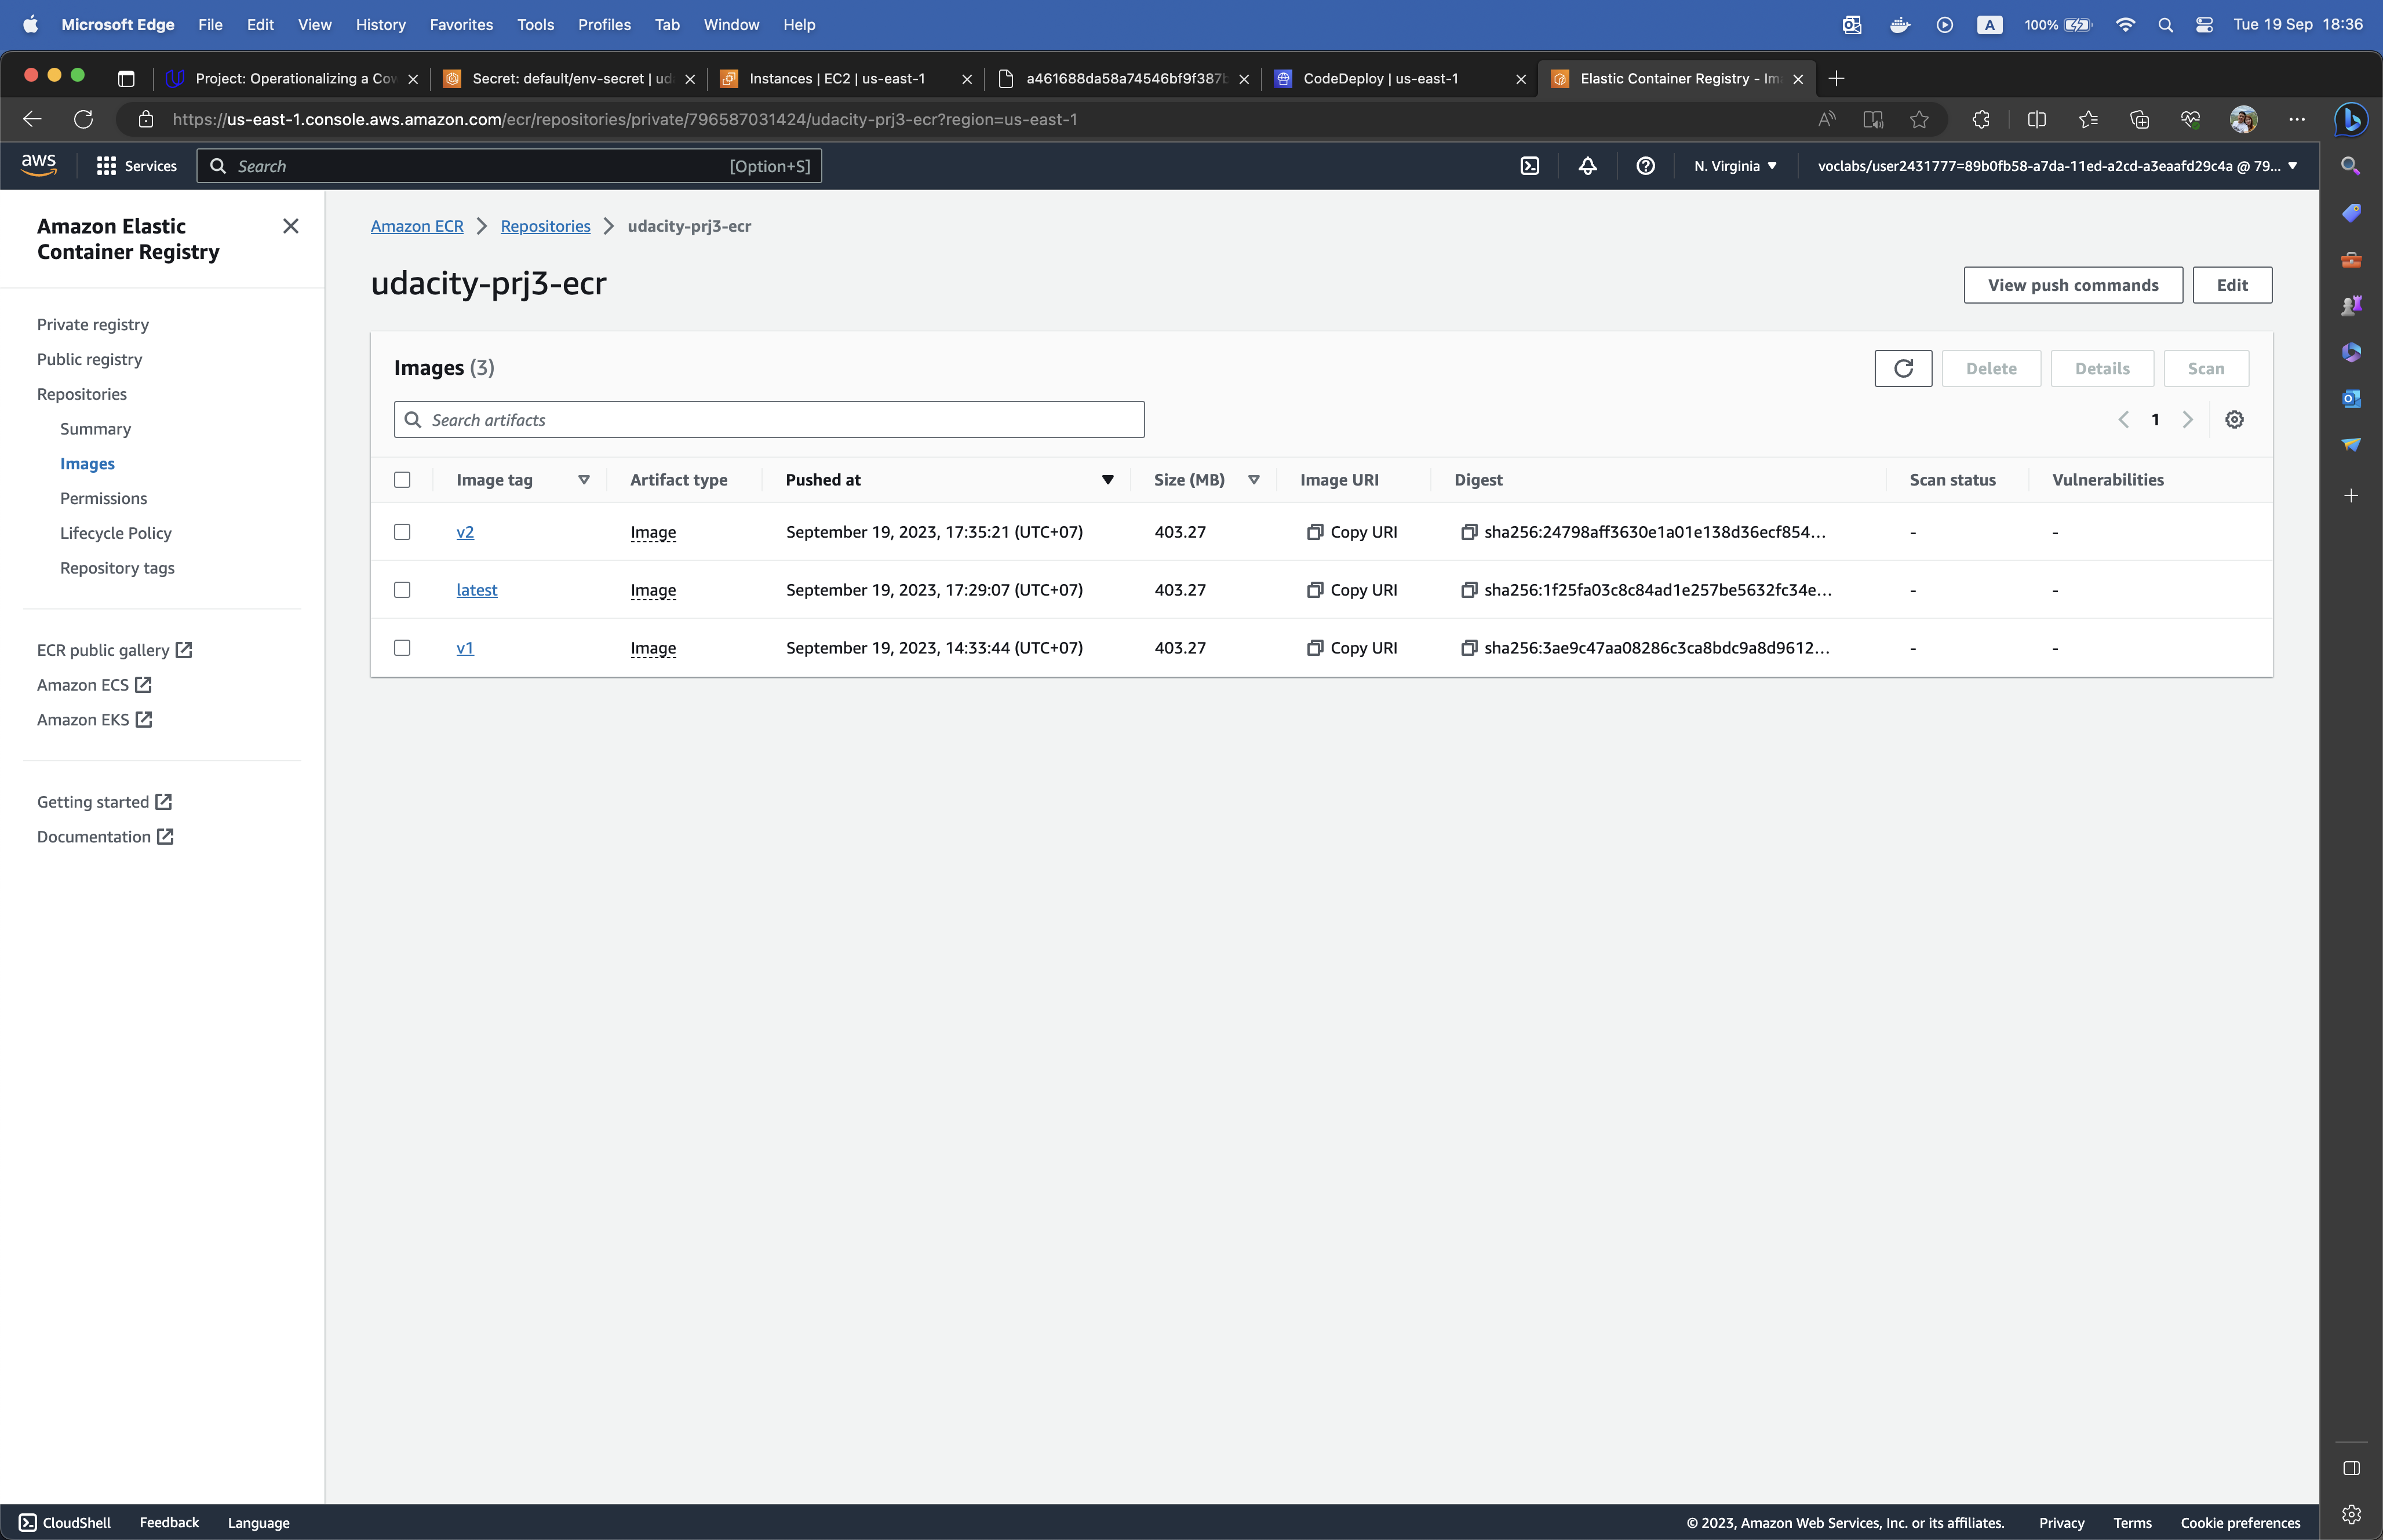 Microsoft Edge File Edit View History Favorites Tools Profiles Tab Window Help A 100% Tue 19 Sep 18:36
Project: Operationalizing a Cow Secret: default/env-secret | ud Instances | EC2 | us-east-1 a461688da58a74546bf9f387b CodeDeploy | us-east-1 Elastic Container Registry - Im
https://us-east-1.console.aws.amazon.com/ecr/repositories/private/796587031424/udacity-prj3-ecr?region=us-east-1
aws Services Search [Option+S] N. Virginia voclabs/user2431777=89b0fb58-a7da-11ed-a2cd-a3eaafd29c4a @ 79...
Amazon Elastic
Container Registry
Private registry
Public registry
Repositories
Summary
Images
Permissions
Lifecycle Policy
Repository tags
ECR public gallery
Amazon ECS
Amazon EKS
Getting started
Documentation
Amazon ECR Repositories udacity-prj3-ecr
udacity-prj3-ecr
View push commands Edit
Images (3)
Delete Details Scan
Search artifacts
1
Image tag Artifact type Pushed at Size (MB) Image URI Digest Scan status Vulnerabilities
v2 Image September 19, 2023, 17:35:21 (UTC+07) 403.27 Copy URI sha256:24798aff3630e1a01e138d36ecf854... - -
latest Image September 19, 2023, 17:29:07 (UTC+07) 403.27 Copy URI sha256:1f25fa03c8c84ad1e257be5632fc34e... - -
v1 Image September 19, 2023, 14:33:44 (UTC+07) 403.27 Copy URI sha256:3ae9c47aa08286c3ca8bdc9a8d9612... - -
CloudShell Feedback Language © 2023, Amazon Web Services, Inc. or its affiliates. Privacy Terms Cookie preferences